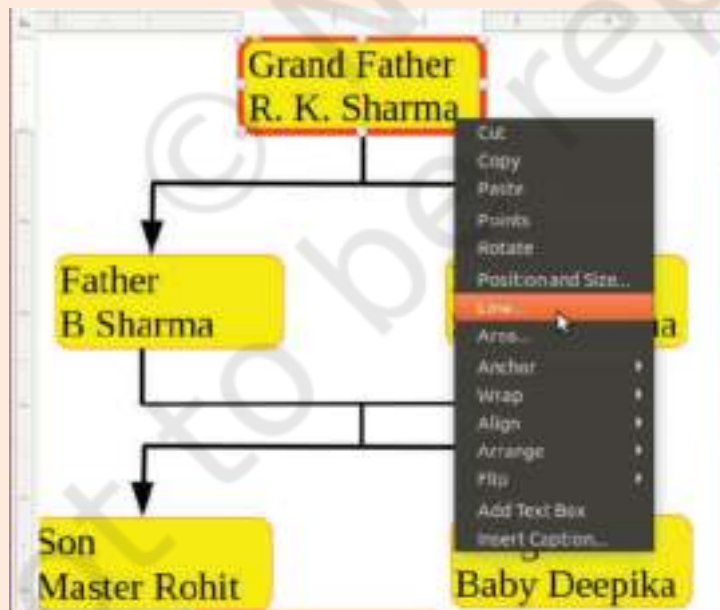 Grand Father
R. K. Sharma
Cut
Copy
Paste
Points
Rotate
Position and Size...
Line...
Area...
Anchor
Wrap
Align
Arrange
Flip
Add Text Box
Insert Caption...
Father
B Sharma
Son
Master Rohit
Baby Deepika